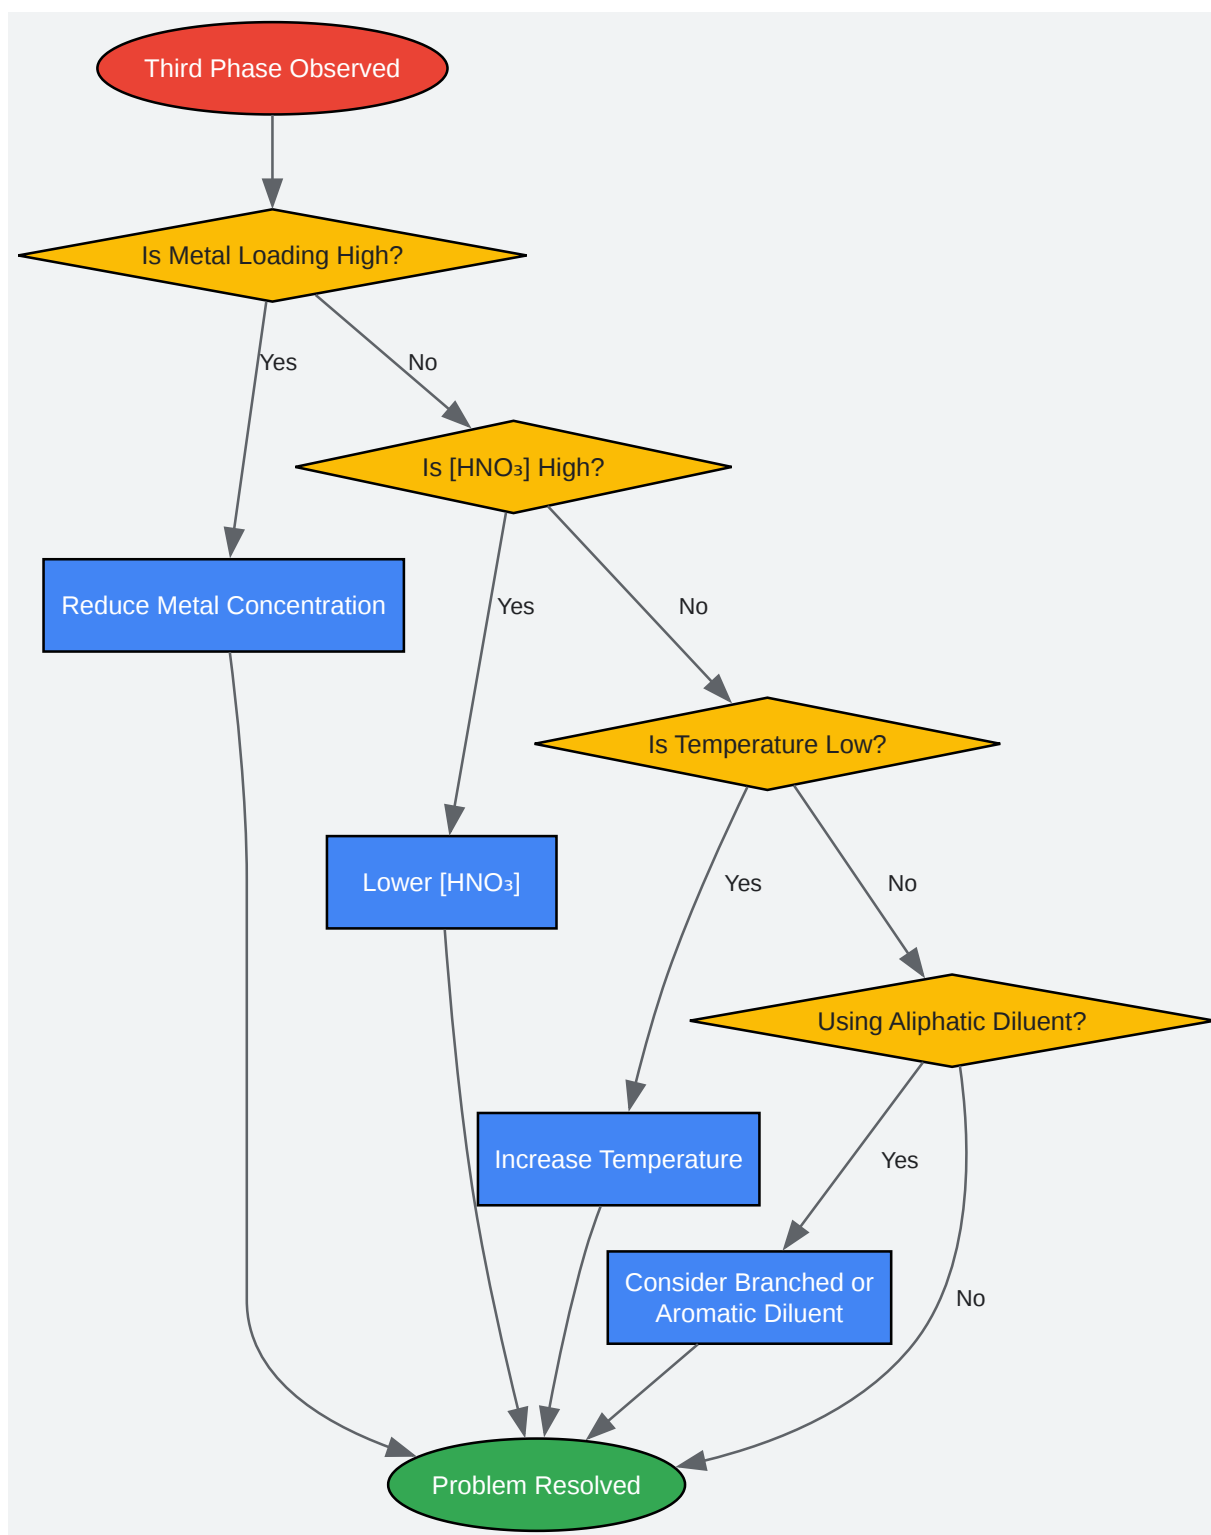 Third Phase Observed
Is Metal Loading High?
Yes
No
Is [HNO₃] High?
Reduce Metal Concentration
Yes
No
Is Temperature Low?
Lower [HNO₃]
Yes
No
Using Aliphatic Diluent?
Increase Temperature
Yes
Consider Branched or
Aromatic Diluent
No
Problem Resolved